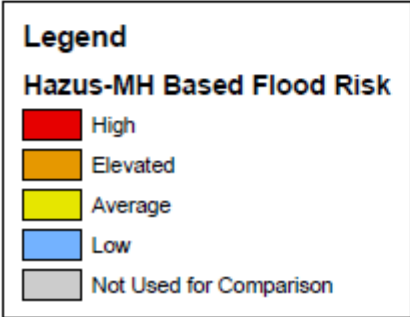 Legend
Hazus-MH Based Flood Risk
High
Elevated
Average
Low
Not Used for Comparison